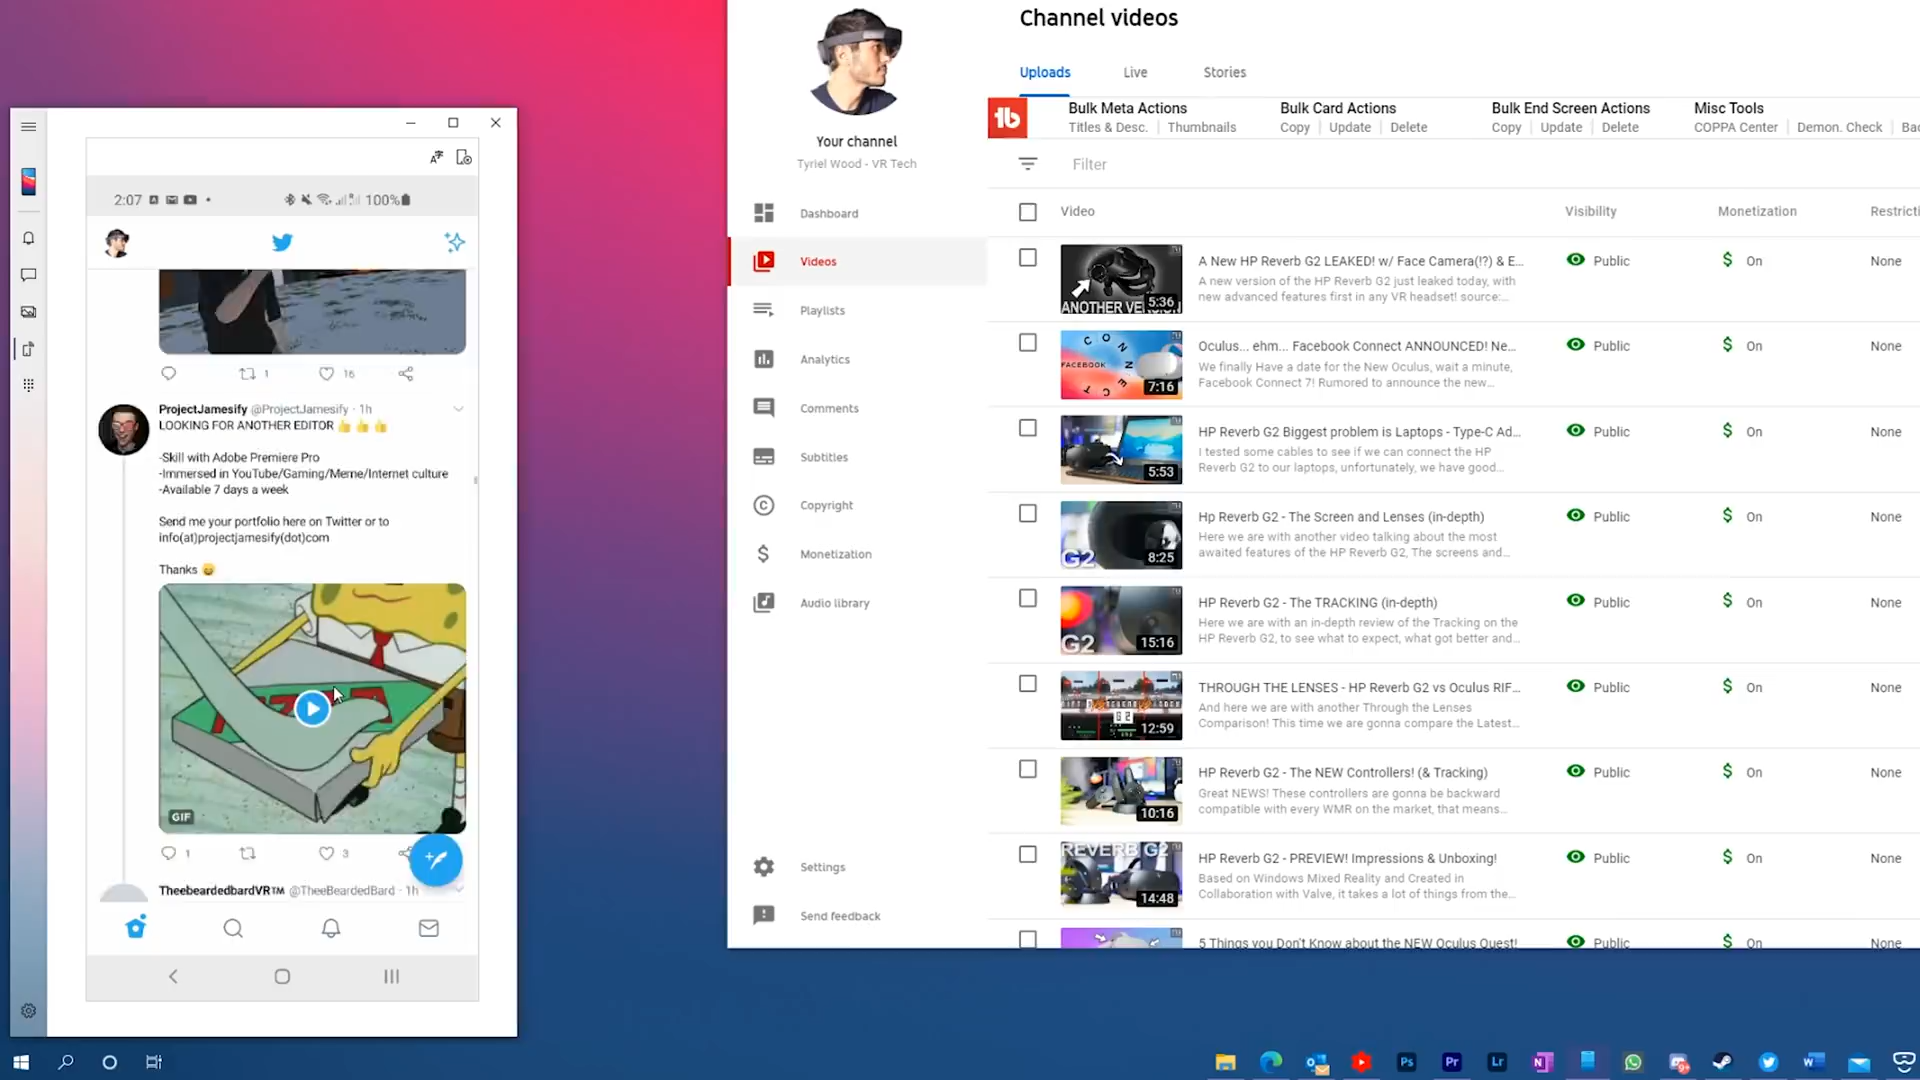 2:07
100%
1
16
ProjectJamesify @ProjectJamesify · 1h
LOOKING FOR ANOTHER EDITOR 👍👍👍
-Skill with Adobe Premiere Pro
-Immersed in YouTube/Gaming/Meme/Internet culture
-Available 7 days a week
Send me your portfolio here on Twitter or to
info(at)projectjamesify(dot)com
Thanks 😄
GIF
1
3
TheebeardedbardVR™ @TheeBeardedBard · 1h
Your channel
Tyriel Wood - VR Tech
Dashboard
Videos
Playlists
Analytics
Comments
Subtitles
Copyright
Monetization
Audio library
Settings
Send feedback
Channel videos
Uploads
Live
Stories
Bulk Meta Actions
Titles & Desc. | Thumbnails
Bulk Card Actions
Copy | Update | Delete
Bulk End Screen Actions
Copy | Update | Delete
Misc Tools
COPPA Center | Demon. Check
Filter
Video
Visibility
Monetization
Restricti
5:36
A New HP Reverb G2 LEAKED! w/ Face Camera(!?) & E...
A new version of the HP Reverb G2 just leaked today, with
new advanced features first in any VR headset! source:...
Public
On
None
FACEBOOK
CONNECT
7:16
Oculus... ehm... Facebook Connect ANNOUNCED! Ne...
We finally Have a date for the New Oculus, wait a minute,
Facebook Connect 7! Rumored to announce the new...
Public
On
None
5:53
HP Reverb G2 Biggest problem is Laptops - Type-C Ad...
I tested some cables to see if we can connect the HP
Reverb G2 to our laptops, unfortunately, we have good...
Public
On
None
G2
8:25
Hp Reverb G2 - The Screen and Lenses (in-depth)
Here we are with another video talking about the most
awaited features of the HP Reverb G2, The screens and...
Public
On
None
G2
15:16
HP Reverb G2 - The TRACKING (in-depth)
Here we are with an in-depth review of the Tracking on the
HP Reverb G2, to see what to expect, what got better and...
Public
On
None
G2
12:59
THROUGH THE LENSES - HP Reverb G2 vs Oculus RIF...
And here we are with another Through the Lenses
Comparison! This time we are gonna compare the Latest...
Public
On
None
10:16
HP Reverb G2 - The NEW Controllers! (& Tracking)
Great NEWS! These controllers are gonna be backward
compatible with every WMR on the market, that means...
Public
On
None
REVERB G2
14:48
HP Reverb G2 - PREVIEW! Impressions & Unboxing!
Based on Windows Mixed Reality and Created in
Collaboration with Valve, it takes a lot of things from the...
Public
On
None
5 Things you Don't Know about the NEW Oculus Quest!
Public
On
None
Ps
Pr
Lr